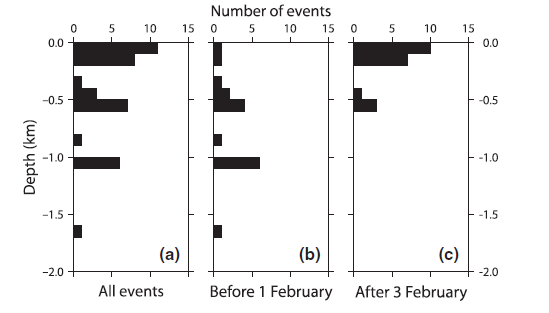 Number of events
0 5 10 15 0 5 10 15 0 5 10 15
0.0 0.0
−0.5 -0.5
Depth (km)
−1.0 -1.0
−1.5 -1.5
(a) (b) (c)
−2.0 -2.0
All events Before 1 February After 3 February